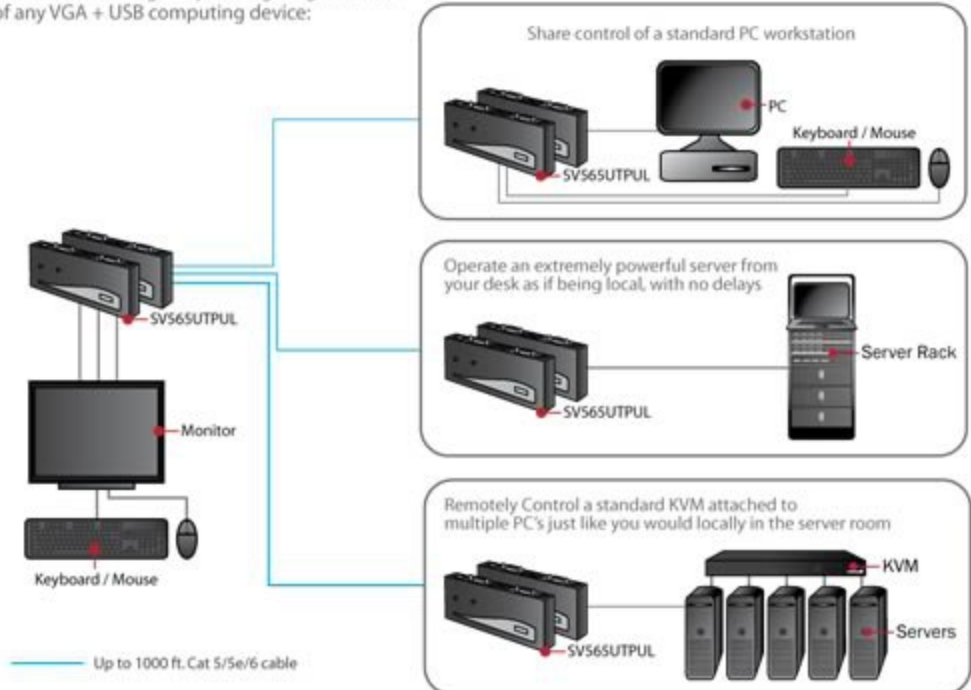 of any VGA + USB computing device:
Share control of a standard PC workstation
PC
Keyboard / Mouse
SV565UTPUL
SV565UTPUL
Monitor
Keyboard / Mouse
Operate an extremely powerful server from
your desk as if being local, with no delays
Server Rack
SV565UTPUL
Remotely Control a standard KVM attached to
multiple PC's just like you would locally in the server room
KVM
Servers
SV565UTPUL
Up to 1000 ft. Cat 5/5e/6 cable